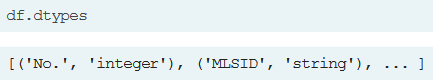 df.dtypes
[('No.', 'integer'), ('MLSID', 'string'), ... ]